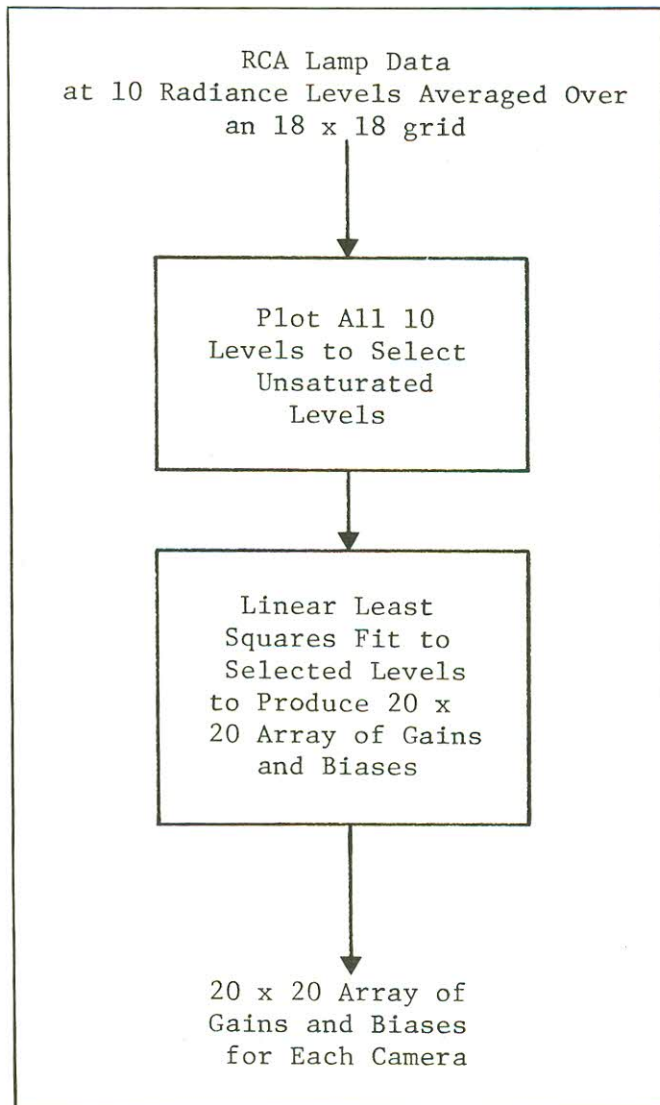 RCA Lamp Data
at 10 Radiance Levels Averaged Over
an 18 x 18 grid
Plot All 10
Levels to Select
Unsaturated
Levels
Linear Least
Squares Fit to
Selected Levels
to Produce 20 x
20 Array of Gains
and Biases
20 x 20 Array of
Gains and Biases
for Each Camera